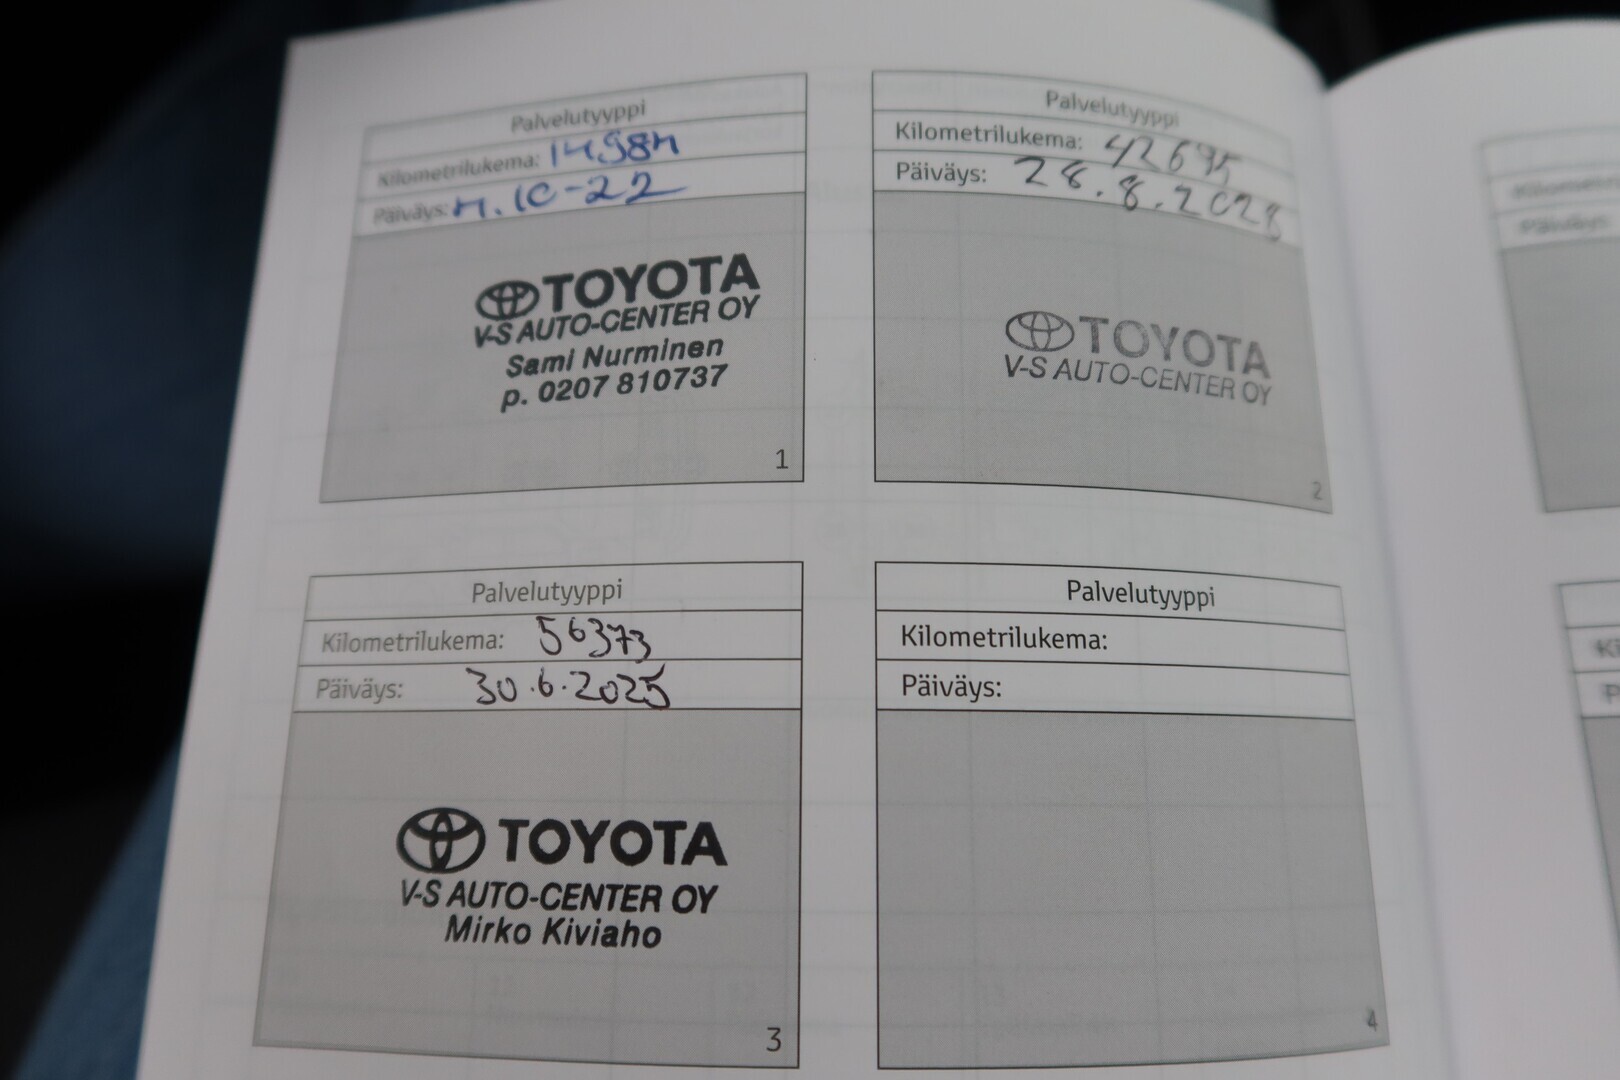 Palvelutyyppi
Kilometrilukema: 14984
Päiväys: 4.10-22
TOYOTA
V-S AUTO-CENTER OY
Sami Nurminen
p. 0207 810737
1
Palvelutyyppi
Kilometrilukema: 42695
Päiväys: 28.8.2023
TOYOTA
V-S AUTO-CENTER OY
2
Palvelutyyppi
Kilometrilukema: 56373
Päiväys: 30.6.2025
TOYOTA
V-S AUTO-CENTER OY
Mirko Kiviaho
3
Palvelutyyppi
Kilometrilukema:
Päiväys:
4